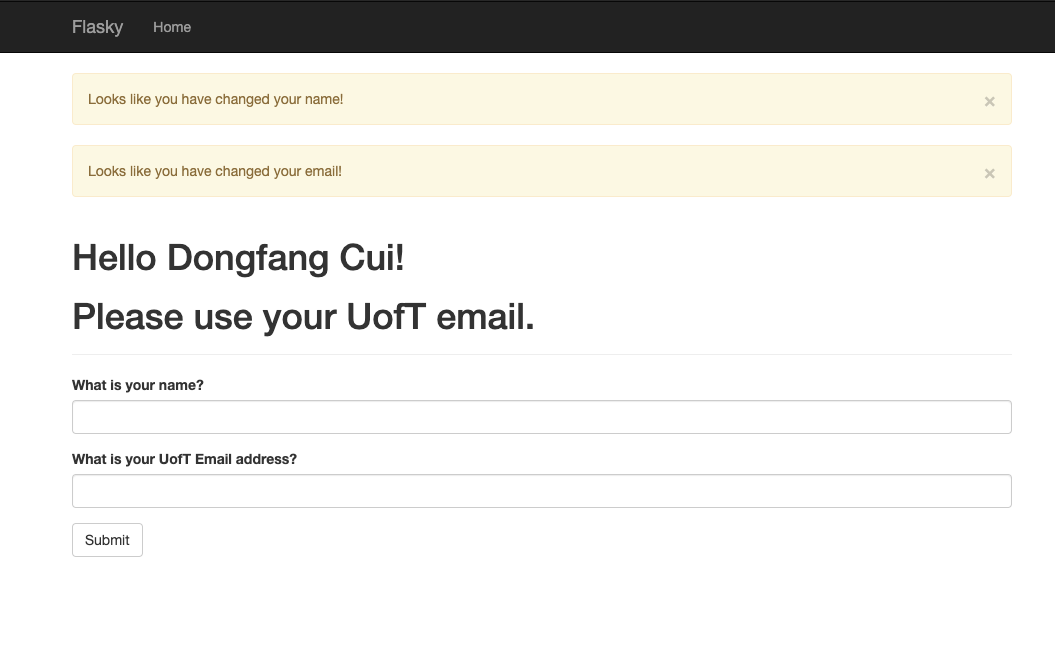 Flasky Home
Looks like you have changed your name! ×
Looks like you have changed your email! ×
Hello Dongfang Cui!
Please use your UofT email.
What is your name?
What is your UofT Email address?
Submit